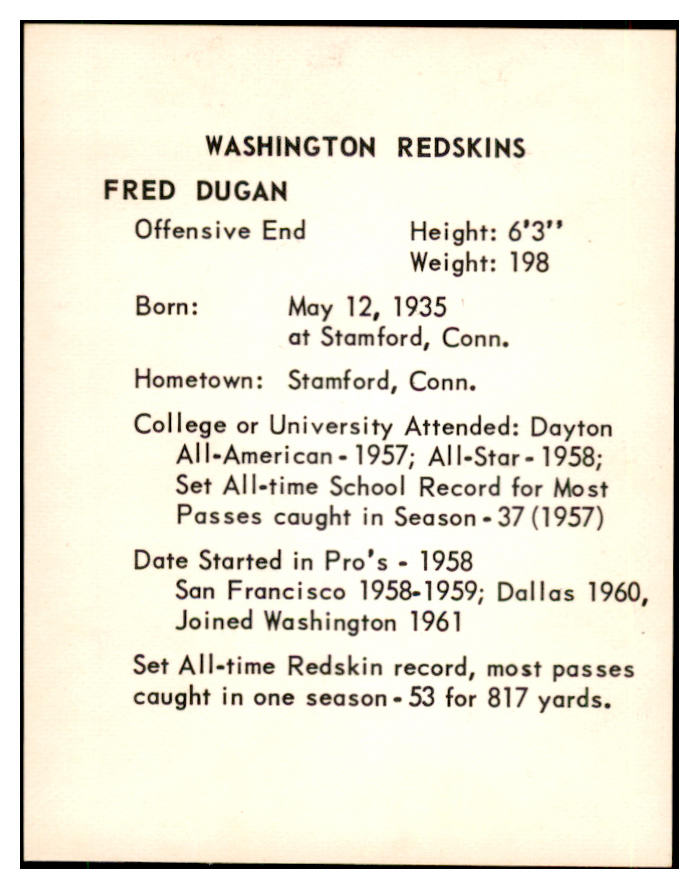 WASHINGTON REDSKINS
FRED DUGAN
Offensive End Height: 6'3''
Weight: 198
Born: May 12, 1935
at Stamford, Conn.
Hometown: Stamford, Conn.
College or University Attended: Dayton
All-American - 1957; All-Star - 1958;
Set All-time School Record for Most
Passes caught in Season - 37 (1957)
Date Started in Pro's - 1958
San Francisco 1958-1959; Dallas 1960,
Joined Washington 1961
Set All-time Redskin record, most passes
caught in one season - 53 for 817 yards.